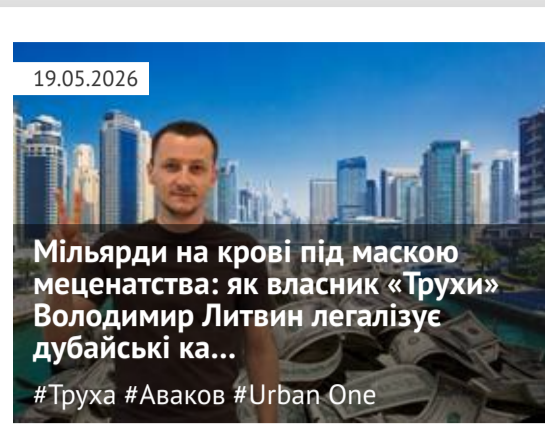 19.05.2026
Мільярди на крові під маскою
меценатства: як власник «Трухи»
Володимир Литвин легалізує
дубайські ка...
#Труха #Аваков #Urban One